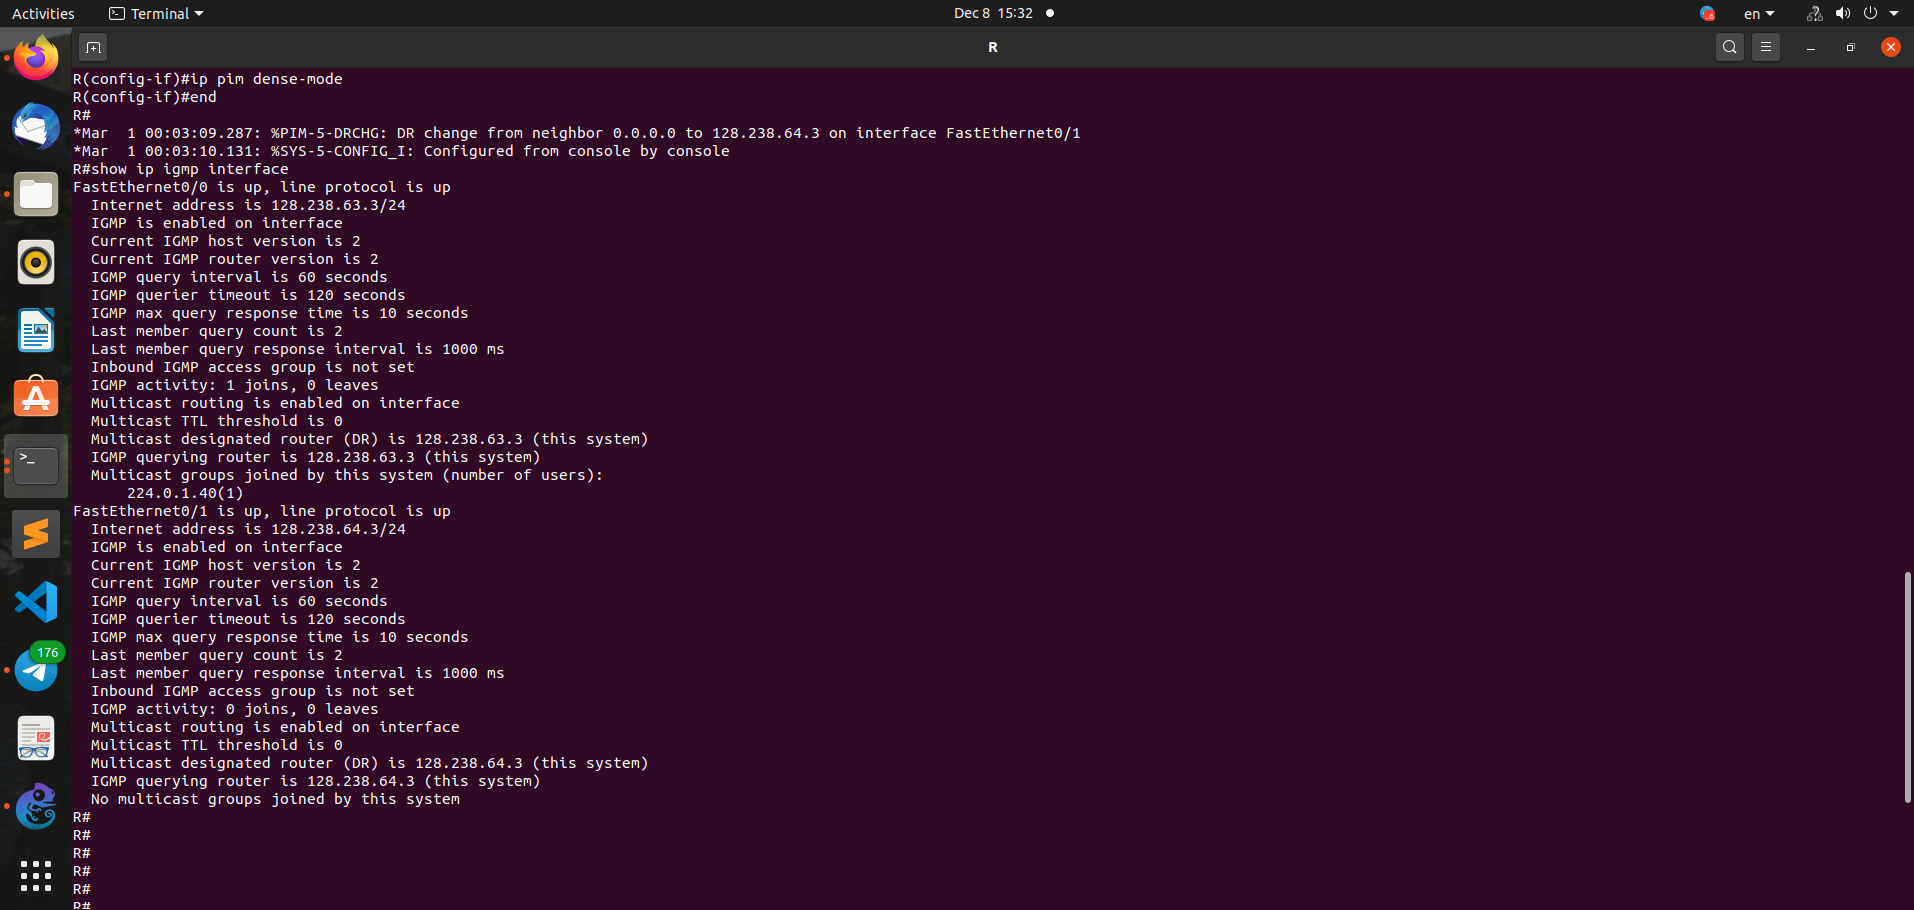 Activities
Terminal
Dec 8 15:32
en
R
R(config-if)#ip pim dense-mode
R(config-if)#end
R#
*Mar  1 00:03:09.287: %PIM-5-DRCHG: DR change from neighbor 0.0.0.0 to 128.238.64.3 on interface FastEthernet0/1
*Mar  1 00:03:10.131: %SYS-5-CONFIG_I: Configured from console by console
R#show ip igmp interface
FastEthernet0/0 is up, line protocol is up
  Internet address is 128.238.63.3/24
  IGMP is enabled on interface
  Current IGMP host version is 2
  Current IGMP router version is 2
  IGMP query interval is 60 seconds
  IGMP querier timeout is 120 seconds
  IGMP max query response time is 10 seconds
  Last member query count is 2
  Last member query response interval is 1000 ms
  Inbound IGMP access group is not set
  IGMP activity: 1 joins, 0 leaves
  Multicast routing is enabled on interface
  Multicast TTL threshold is 0
  Multicast designated router (DR) is 128.238.63.3 (this system)
  IGMP querying router is 128.238.63.3 (this system)
  Multicast groups joined by this system (number of users):
      224.0.1.40(1)
FastEthernet0/1 is up, line protocol is up
  Internet address is 128.238.64.3/24
  IGMP is enabled on interface
  Current IGMP host version is 2
  Current IGMP router version is 2
  IGMP query interval is 60 seconds
  IGMP querier timeout is 120 seconds
  IGMP max query response time is 10 seconds
  Last member query count is 2
  Last member query response interval is 1000 ms
  Inbound IGMP access group is not set
  IGMP activity: 0 joins, 0 leaves
  Multicast routing is enabled on interface
  Multicast TTL threshold is 0
  Multicast designated router (DR) is 128.238.64.3 (this system)
  IGMP querying router is 128.238.64.3 (this system)
  No multicast groups joined by this system
R#
R#
R#
R#
R#
R#
176